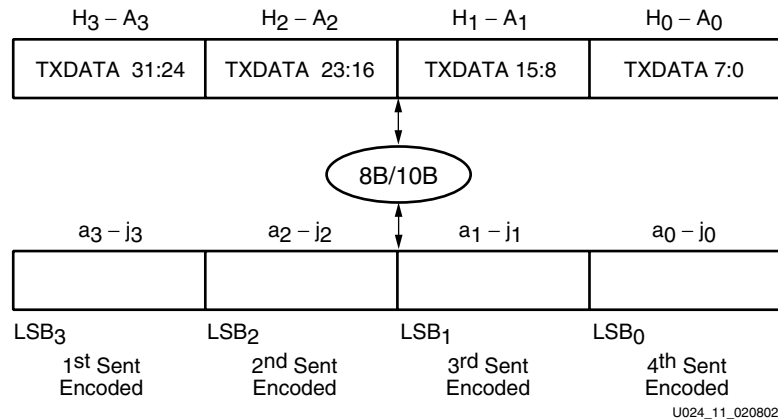 H3 – A3 H2 – A2 H1 – A1 H0 – A0
TXDATA 31:24 TXDATA 23:16 TXDATA 15:8 TXDATA 7:0
8B/10B
a3 – j3 a2 – j2 a1 – j1 a0 – j0
LSB3 LSB2 LSB1 LSB0
1st Sent 2nd Sent 3rd Sent 4th Sent
Encoded Encoded Encoded Encoded
U024_11_020802